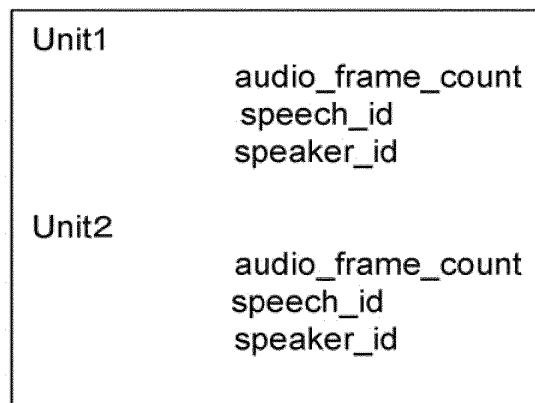 Unit1
audio_frame_count
speech_id
speaker_id
Unit2
audio_frame_count
speech_id
speaker_id